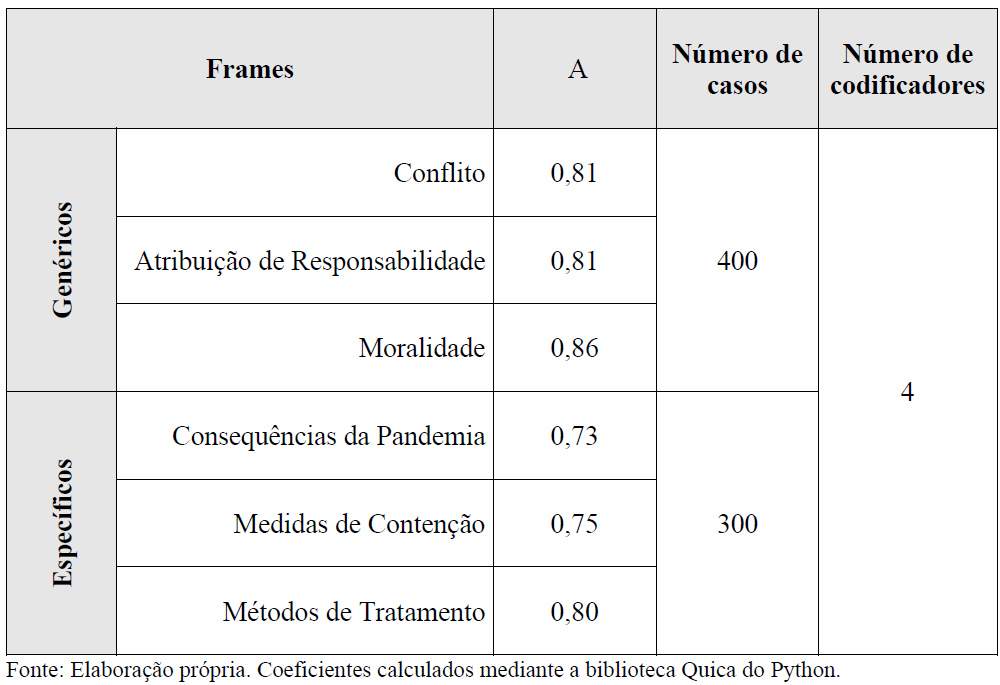 Frames
A
Número de
casos
Número de
codificadores
Genéricos
Conflito
0,81
400
4
Atribuição de Responsabilidade
0,81
Moralidade
0,86
Específicos
Consequências da Pandemia
0,73
300
Medidas de Contenção
0,75
Métodos de Tratamento
0,80
Fonte: Elaboração própria. Coeficientes calculados mediante a biblioteca Quica do Python.